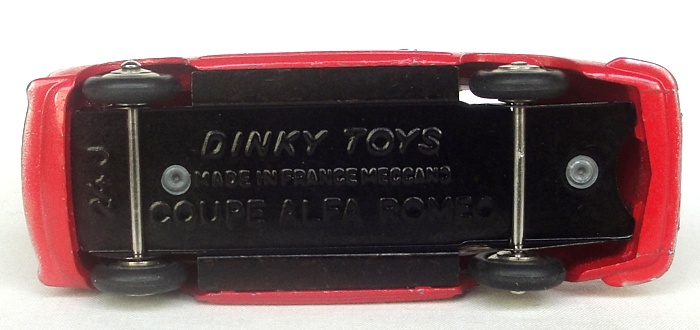 DINKY TOYS
MADE IN FRANCE MECCANO
COUPE ALFA ROMEO
24 J